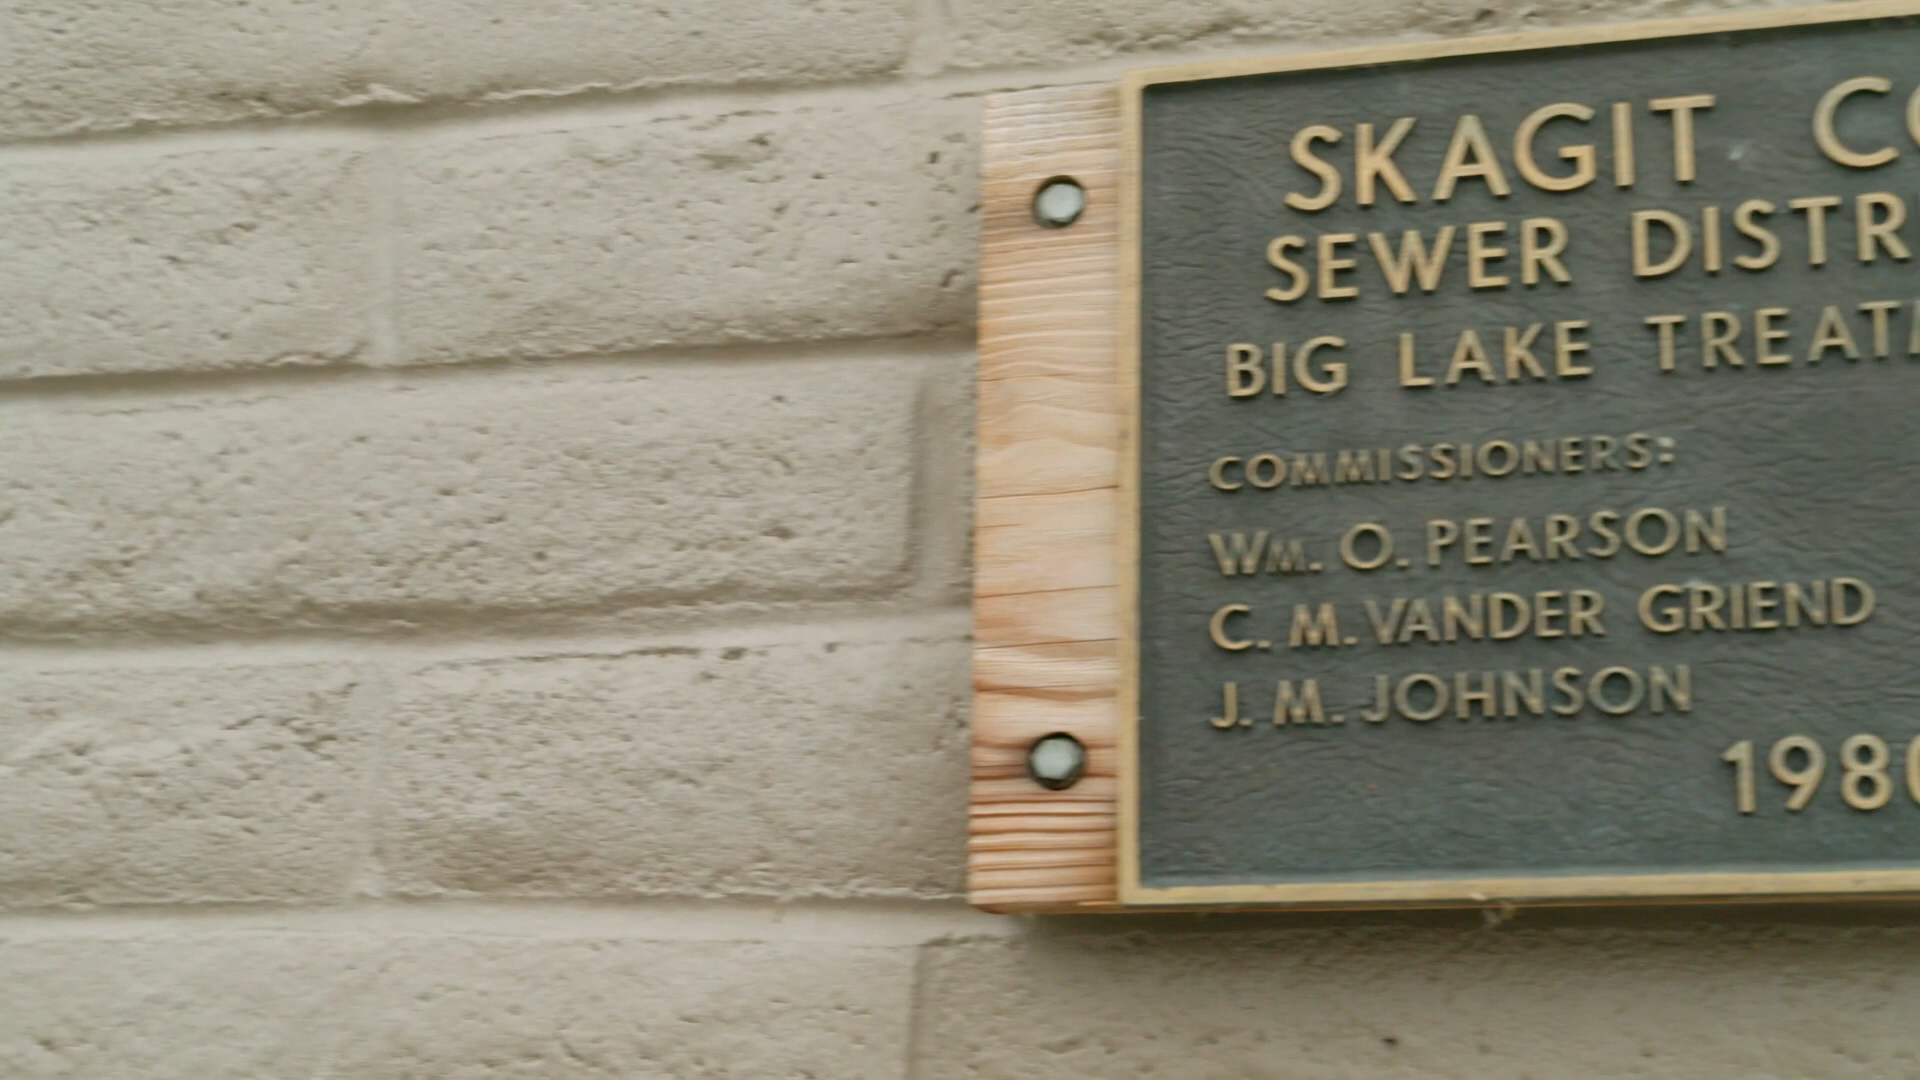 SKAGIT CO
SEWER DISTR
BIG LAKE TREAT
COMMISSIONERS:
WM. O. PEARSON
C. M. VANDER GRIEND
J. M. JOHNSON
1980